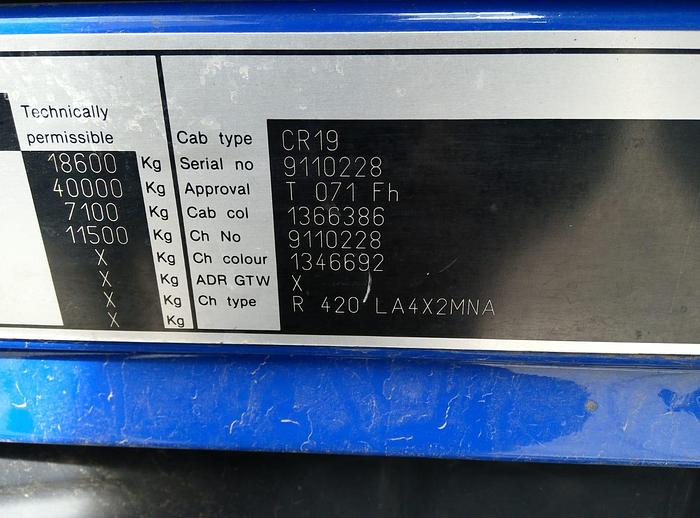 Technically
permissible
18600 Kg
40000 Kg
7100 Kg
11500 Kg
X Kg
X Kg
X Kg
X Kg
Cab type CR19
Serial no 9110228
Approval T 071 Fh
Cab col 1366386
Ch No 9110228
Ch colour 1346692
ADR GTW X
Ch type R 420 LA4X2MNA